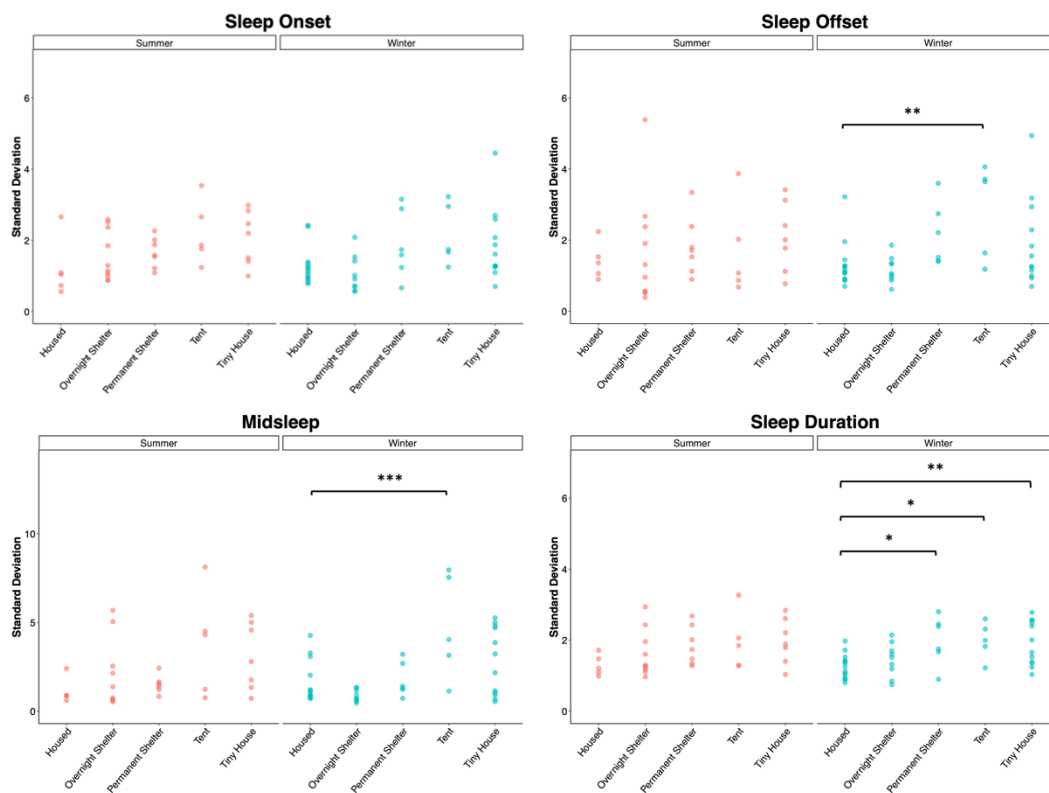 Sleep Onset
Summer
Winter
Standard Deviation
6
4
2
0
Housed
Overnight Shelter
Permanent Shelter
Tent
Tiny House
Housed
Overnight Shelter
Permanent Shelter
Tent
Tiny House
Sleep Offset
Summer
Winter
Standard Deviation
6
4
2
0
**
Housed
Overnight Shelter
Permanent Shelter
Tent
Tiny House
Housed
Overnight Shelter
Permanent Shelter
Tent
Tiny House
Midsleep
Summer
Winter
Standard Deviation
10
5
0
***
Housed
Overnight Shelter
Permanent Shelter
Tent
Tiny House
Housed
Overnight Shelter
Permanent Shelter
Tent
Tiny House
Sleep Duration
Summer
Winter
Standard Deviation
6
4
2
0
**
*
*
Housed
Overnight Shelter
Permanent Shelter
Tent
Tiny House
Housed
Overnight Shelter
Permanent Shelter
Tent
Tiny House